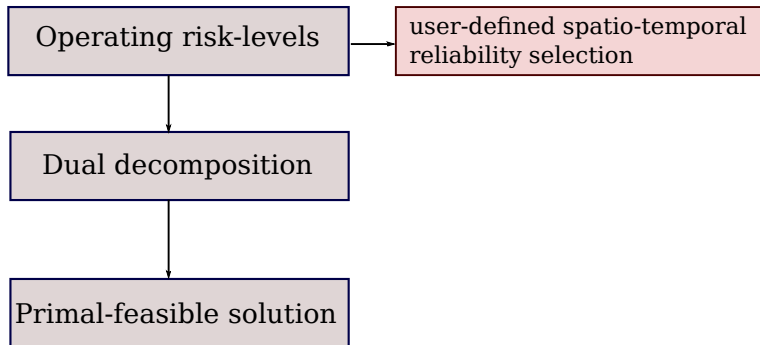 Operating risk-levels
user-defined spatio-temporal
reliability selection
Dual decomposition
Primal-feasible solution